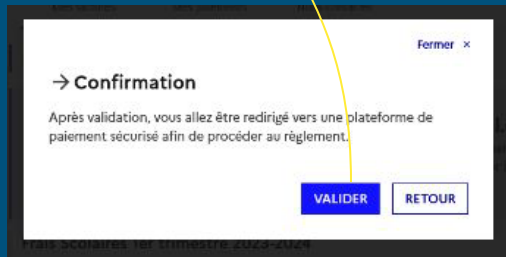 Fermer ×
→ Confirmation
Après validation, vous allez être redirigé vers une plateforme de
paiement sécurisé afin de procéder au règlement.
VALIDER RETOUR
Frais Scolaires 1er trimestre 2023-2024